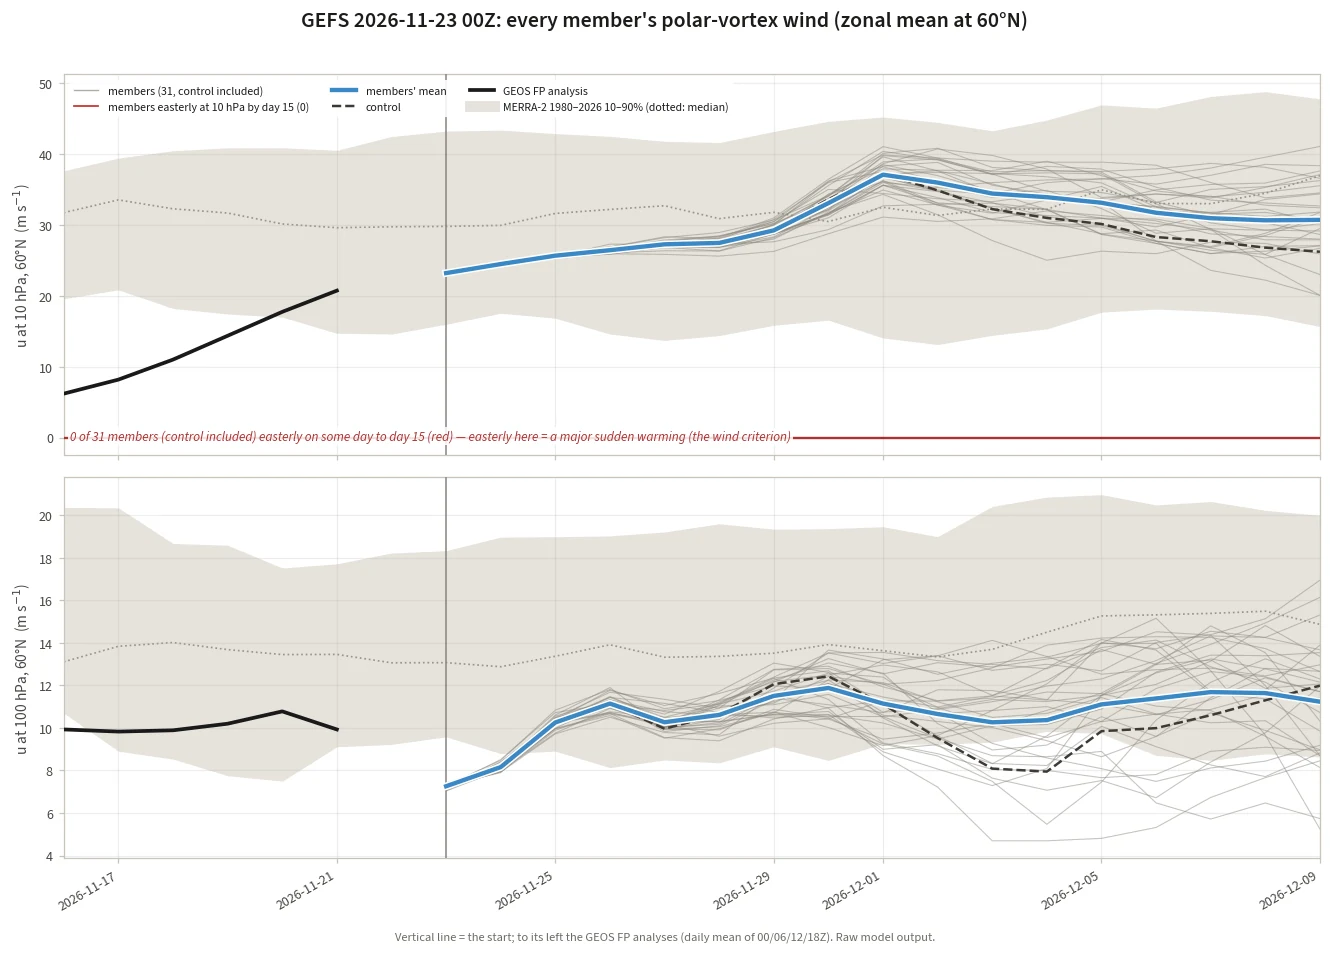 GEFS 2026-11-23 00Z: every member's polar-vortex wind (zonal mean at 60°N)
members (31, control included)
members easterly at 10 hPa by day 15 (0)
members' mean
control
GEOS FP analysis
MERRA-2 1980–2026 10–90% (dotted: median)
u at 10 hPa, 60°N (m s⁻¹)
50
40
30
20
10
0
0 of 31 members (control included) easterly on some day to day 15 (red) — easterly here = a major sudden warming (the wind criterion)
u at 100 hPa, 60°N (m s⁻¹)
20
18
16
14
12
10
8
6
4
2026-11-17
2026-11-21
2026-11-25
2026-11-29
2026-12-01
2026-12-05
2026-12-09
Vertical line = the start; to its left the GEOS FP analyses (daily mean of 00/06/12/18Z). Raw model output.